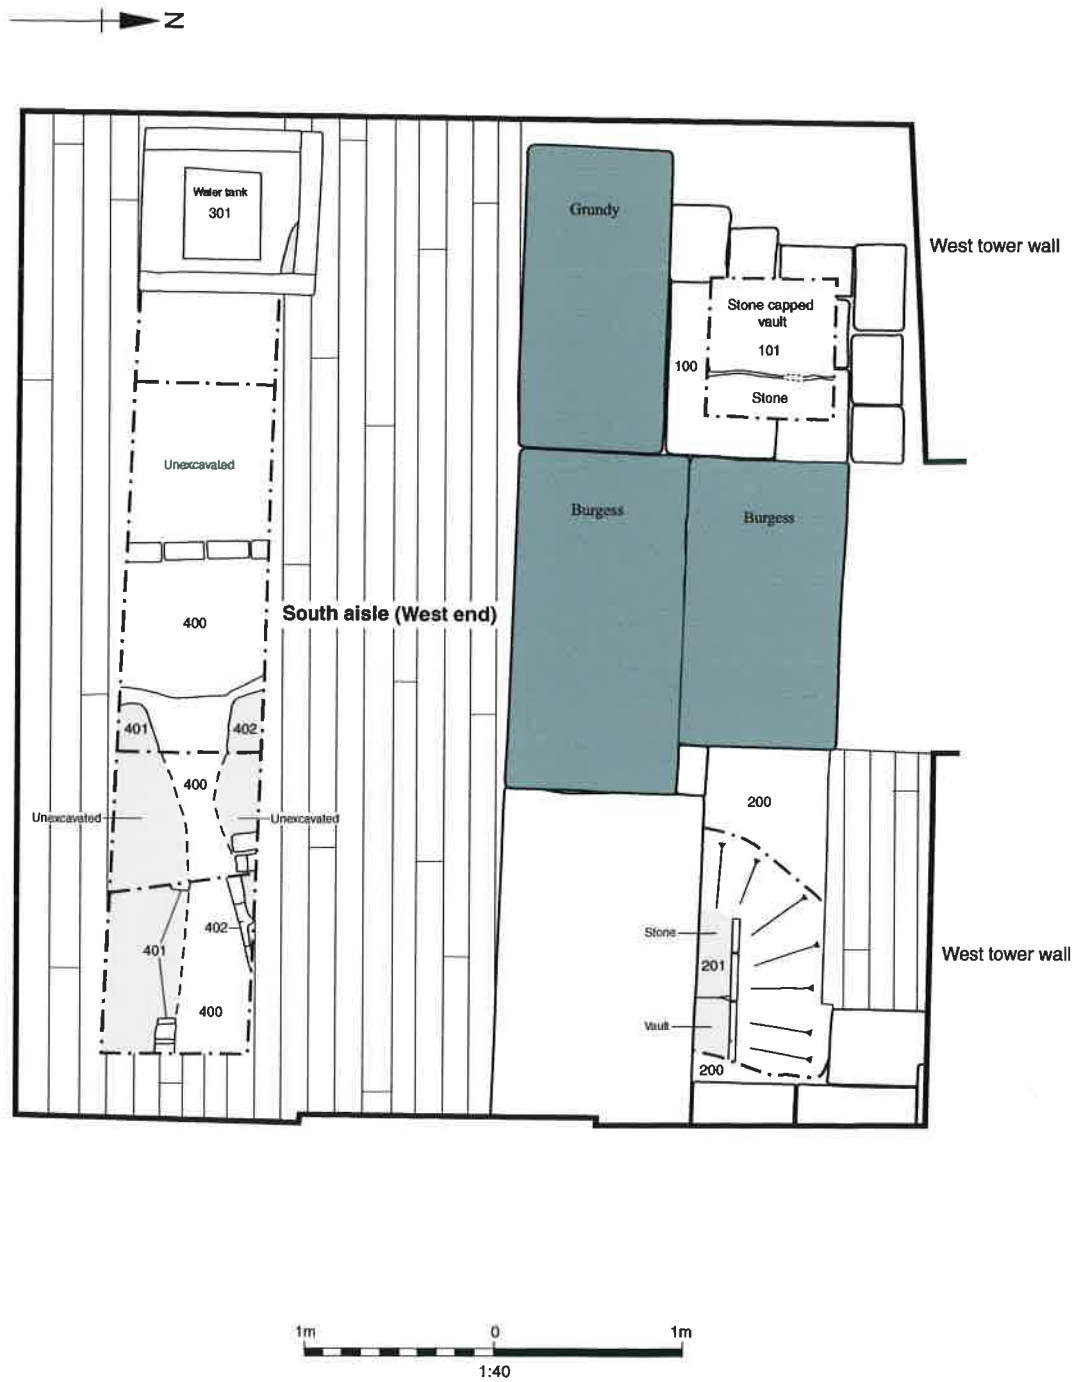 N
Water tank
301
Grundy
West tower wall
Stone capped
vault
101
100
Stone
Unexcavated
Burgess
Burgess
South aisle (West end)
400
401
402
400
Unexcavated
Unexcavated
200
402
401
Stone
201
West tower wall
400
Vault
200
1m
0
1m
1:40